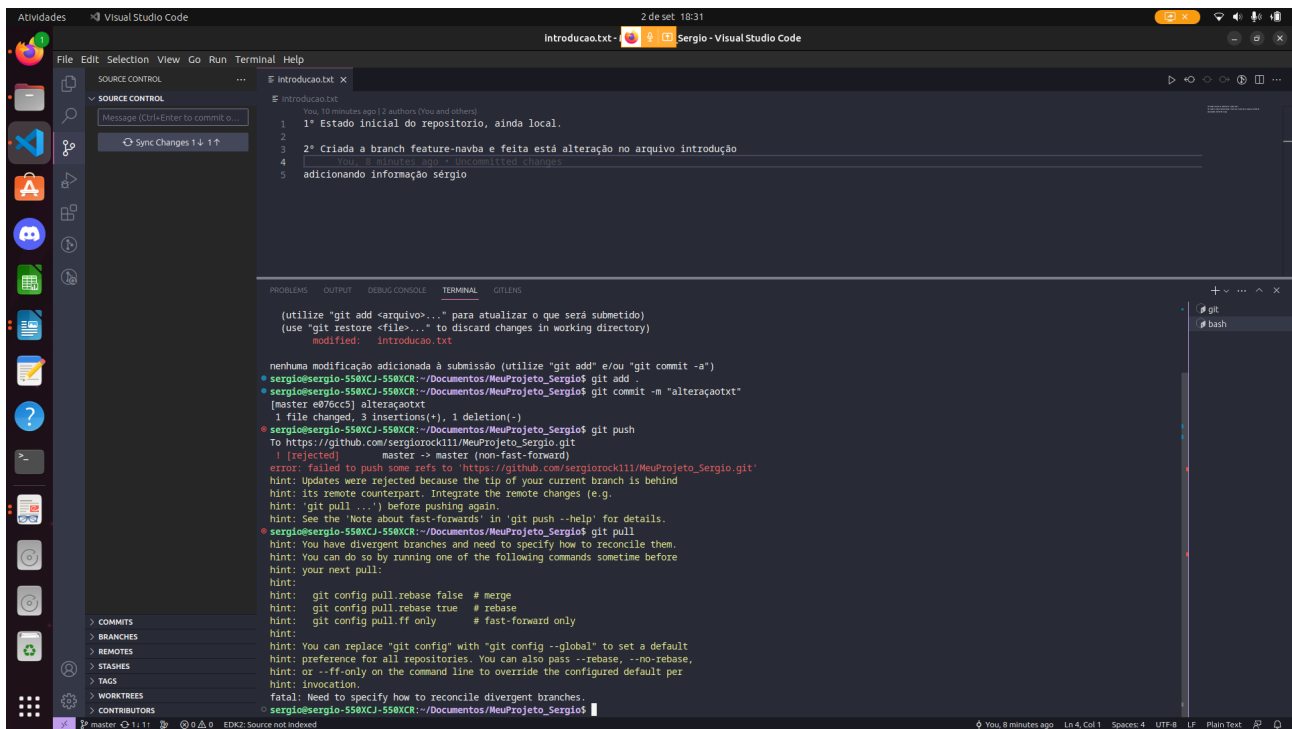 Atividades Visual Studio Code 2 de set 18:31
introducao.txt - Sergio - Visual Studio Code
File Edit Selection View Go Run Terminal Help
SOURCE CONTROL ...
SOURCE CONTROL
Message (Ctrl+Enter to commit o...
Sync Changes 1↓ 1↑
COMMITS
BRANCHES
REMOTES
STASHES
TAGS
WORKTREES
CONTRIBUTORS
introducao.txt
introducao.txt
You, 10 minutes ago | 2 authors (You and others)
1 1º Estado inicial do repositorio, ainda local.
2
3 2º Criada a branch feature-navba e feita está alteração no arquivo introdução
4 You, 8 minutes ago • Uncommitted changes
5 adicionando informação sérgio
PROBLEMS OUTPUT DEBUG CONSOLE TERMINAL GITLENS
git
bash
(utilize "git add <arquivo>..." para atualizar o que será submetido)
(use "git restore <file>..." to discard changes in working directory)
modified: introducao.txt
nenhuma modificação adicionada à submissão (utilize "git add" e/ou "git commit -a")
sergio@sergio-550XCJ-550XCR:~/Documentos/MeuProjeto_Sergio$ git add .
sergio@sergio-550XCJ-550XCR:~/Documentos/MeuProjeto_Sergio$ git commit -m "alteraçaotxt"
[master e076cc5] alteraçaotxt
1 file changed, 3 insertions(+), 1 deletion(-)
sergio@sergio-550XCJ-550XCR:~/Documentos/MeuProjeto_Sergio$ git push
To https://github.com/sergiorock111/MeuProjeto_Sergio.git
! [rejected] master -> master (non-fast-forward)
error: failed to push some refs to 'https://github.com/sergiorock111/MeuProjeto_Sergio.git'
hint: Updates were rejected because the tip of your current branch is behind
hint: its remote counterpart. Integrate the remote changes (e.g.
hint: 'git pull ...') before pushing again.
hint: See the 'Note about fast-forwards' in 'git push --help' for details.
sergio@sergio-550XCJ-550XCR:~/Documentos/MeuProjeto_Sergio$ git pull
hint: You have divergent branches and need to specify how to reconcile them.
hint: You can do so by running one of the following commands sometime before
hint: your next pull:
hint:
hint: git config pull.rebase false # merge
hint: git config pull.rebase true # rebase
hint: git config pull.ff only # fast-forward only
hint:
hint: You can replace "git config" with "git config --global" to set a default
hint: preference for all repositories. You can also pass --rebase, --no-rebase,
hint: or --ff-only on the command line to override the configured default per
hint: invocation.
fatal: Need to specify how to reconcile divergent branches.
sergio@sergio-550XCJ-550XCR:~/Documentos/MeuProjeto_Sergio$
master 1↓ 1↑ 0 0 0 EDK2: Source not indexed You, 8 minutes ago Ln 4, Col 1 Spaces: 4 UTF-8 LF Plain Text